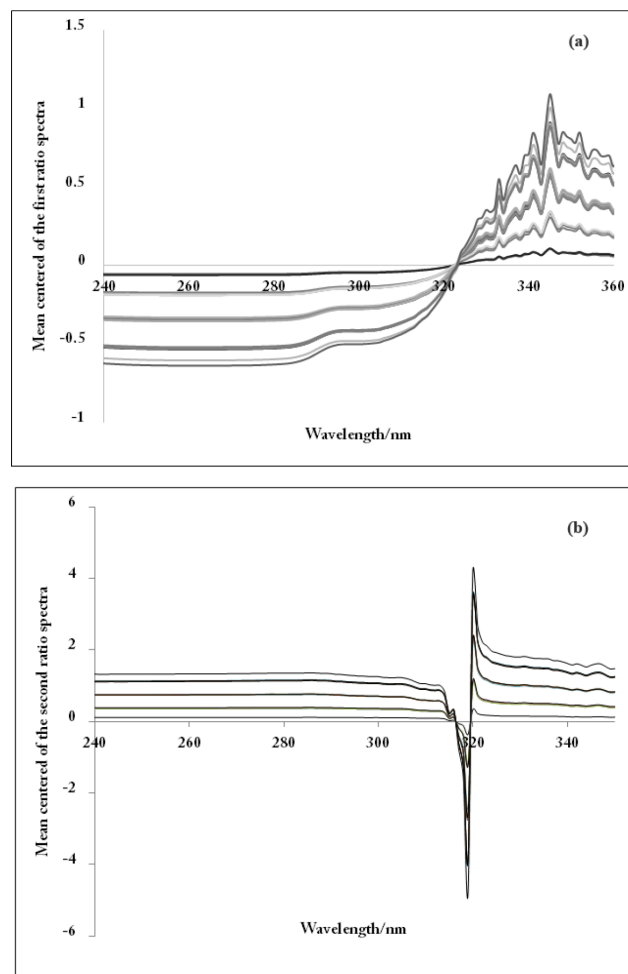 1.5
(a)
1
0.5
0
240 260 280 300 320 340 360
-0.5
-1
Mean centered of the first ratio spectra
Wavelength/nm
6
(b)
4
2
0
240 260 280 300 320 340
-2
-4
-6
Mean centered of the second ratio spectra
Wavelength/nm